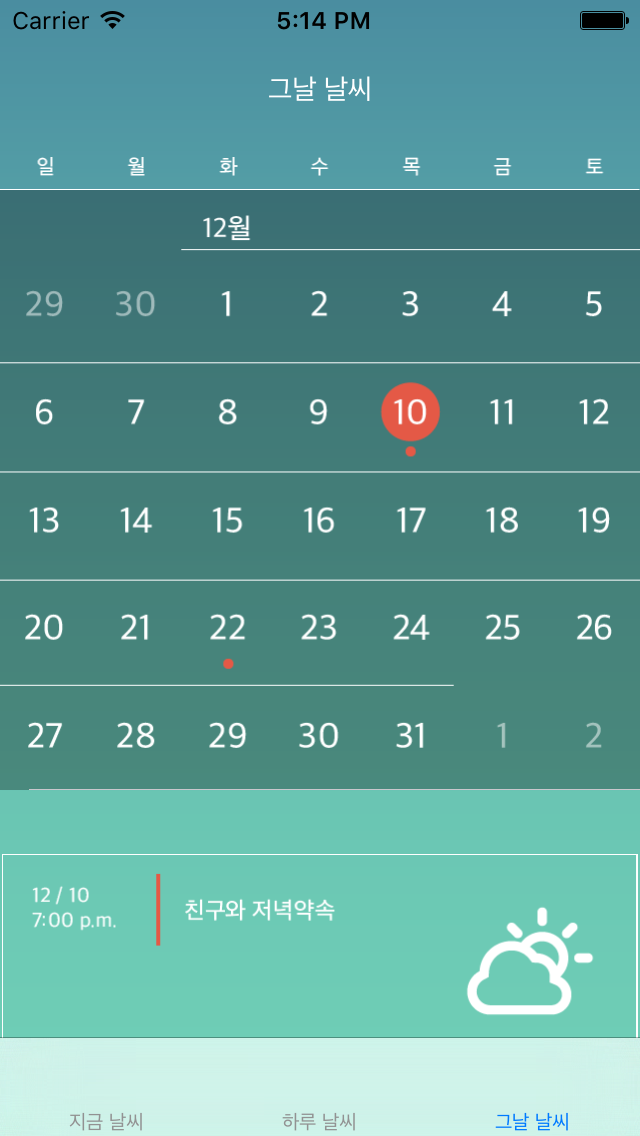 Carrier 5:14 PM
그날 날씨
일 월 화 수 목 금 토
12월
29 30 1 2 3 4 5
6 7 8 9 10 11 12
13 14 15 16 17 18 19
20 21 22 23 24 25 26
27 28 29 30 31 1 2
12 / 10
7:00 p.m.
친구와 저녁약속
지금 날씨 하루 날씨 그날 날씨